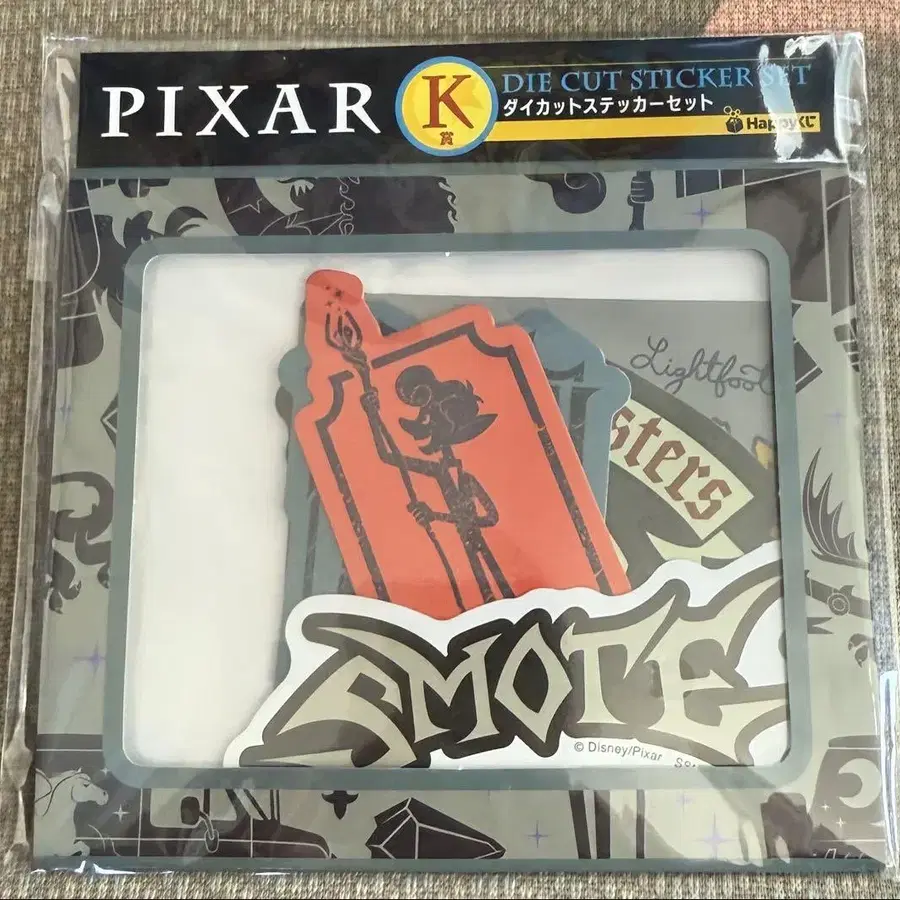 PIXAR
K
賞
DIE CUT STICKER SET
ダイカットステッカーセット
Happyくじ
Lightfoot
sters
SMOTE
© Disney/Pixar